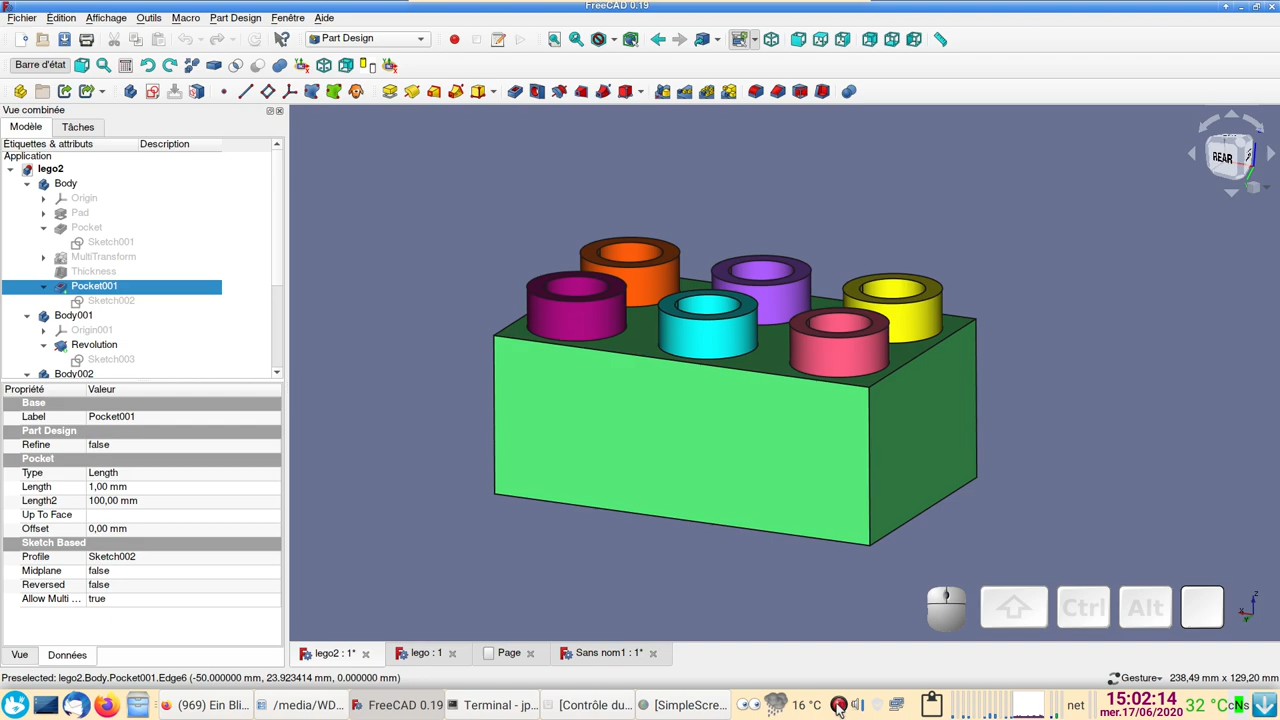 FreeCAD 0.19
Fichier Édition Affichage Outils Macro Part Design Fenêtre Aide
Part Design
Barre d'état
Vue combinée
Modèle Tâches
Étiquettes & attributs Description
Application
lego2
Body
Origin
Pad
Pocket
Sketch001
MultiTransform
Thickness
Pocket001
Sketch002
Body001
Origin001
Revolution
Sketch003
Body002
Propriété Valeur
Base
Label Pocket001
Part Design
Refine false
Pocket
Type Length
Length 1,00 mm
Length2 100,00 mm
Up To Face
Offset 0,00 mm
Sketch Based
Profile Sketch002
Midplane false
Reversed false
Allow Multi ... true
Vue Données
REAR
Ctrl Alt
lego2 : 1* lego : 1 Page Sans nom1 : 1*
Preselected: lego2.Body.Pocket001.Edge6 (-50.000000 mm, 23.923414 mm, 0.000000 mm)
Gesture 238,49 mm x 129,20 mm
(969) Ein Bli... /media/WD... FreeCAD 0.19 Terminal - jp... [Contrôle du... [SimpleScre... 16 °C net 15:02:14 32 °C
mer.17/06/2020